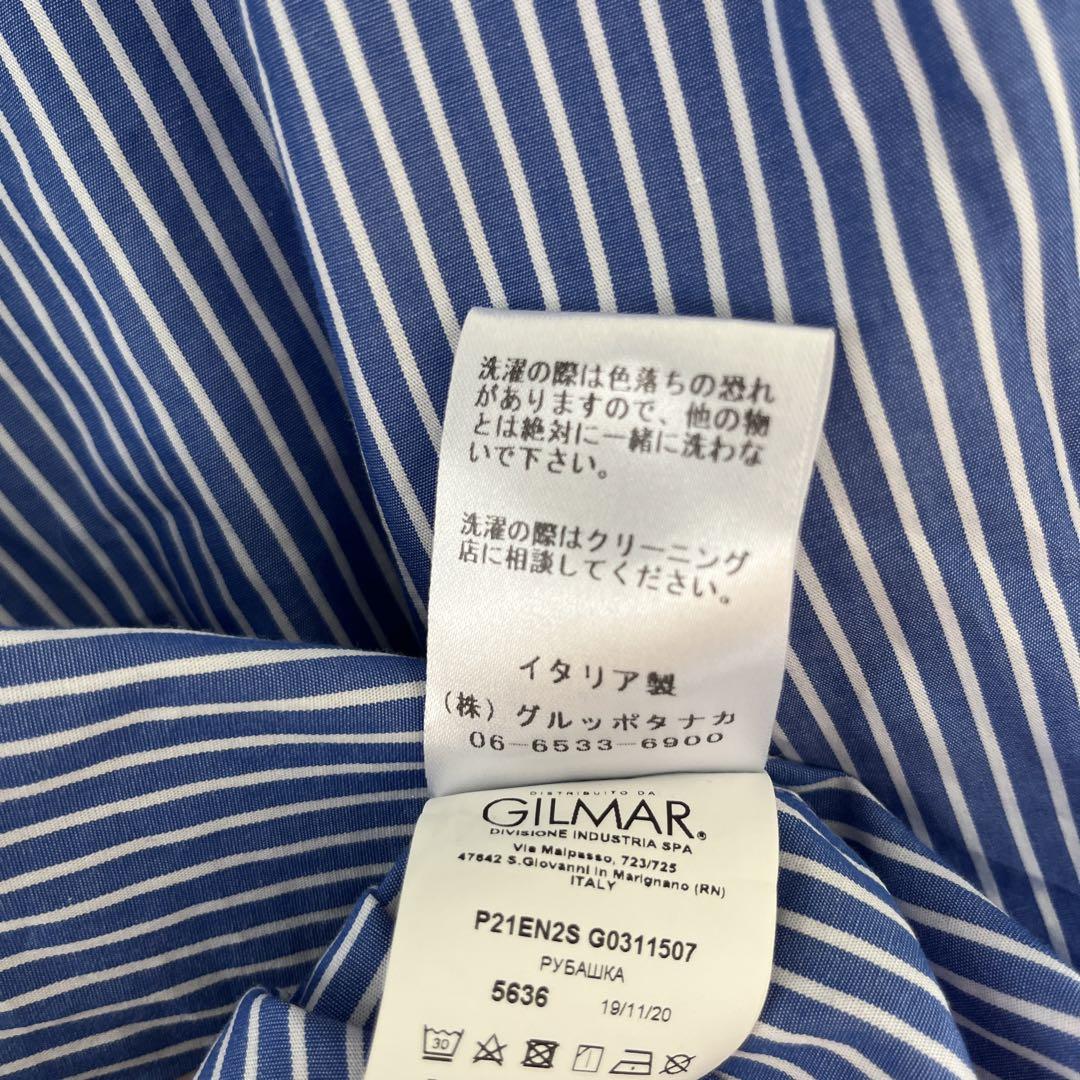 洗濯の際は色落ちの恐れ
がありますので、他の物
とは絶対に一緒に洗わな
いで下さい。
洗濯の際はクリーニング
店に相談してください。
イタリア製
(株)グルッポタナカ
06-6533-6900
DISTRIBUITO DA
GILMAR®
DIVISIONE INDUSTRIA SPA
Via Malpasso, 723/725
47842 S.Giovanni in Marignano (RN)
ITALY
P21EN2S G0311507
РУБАШКА
5636 19/11/20
30